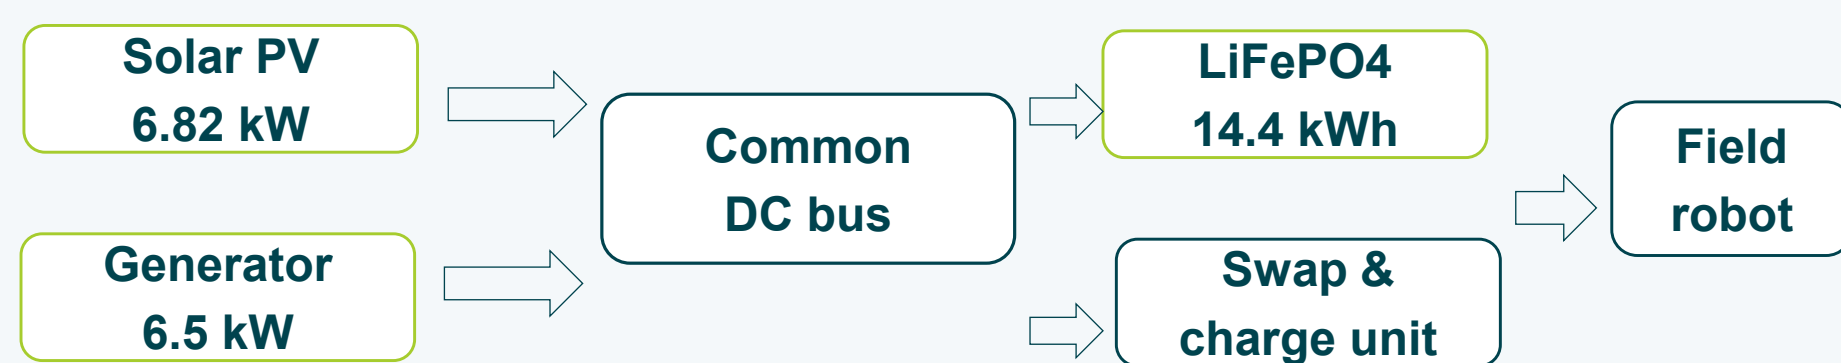 Solar PV
6.82 kW
Generator
6.5 kW
Common
DC bus
LiFePO4
14.4 kWh
Swap &
charge unit
Field
robot